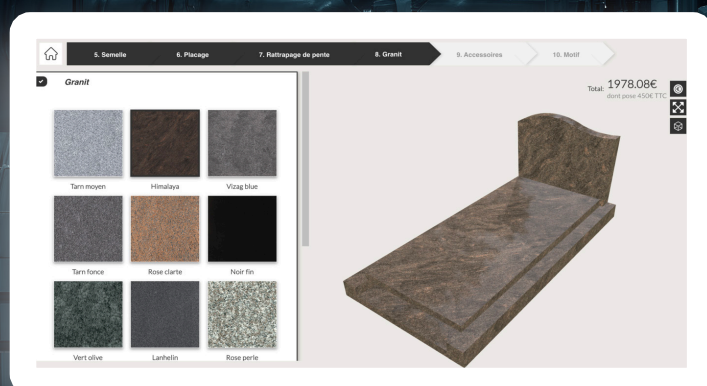 5. Semelle
6. Placage
7. Rattrapage de pente
8. Granit
9. Accessoires
10. Motif
Granit
Total: 1978.08€
dont pose 450€ TTC
Tarn moyen
Himalaya
Vizag blue
Tarn fonce
Rose clarte
Noir fin
Vert olive
Lanhelin
Rose perle